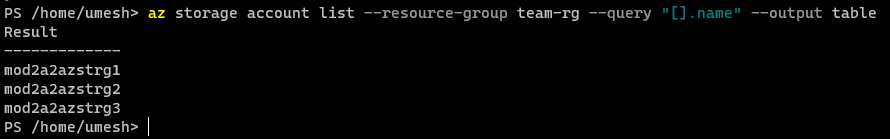 PS /home/umesh> az storage account list --resource-group team-rg --query "[].name" --output table
Result
-------------
mod2a2azstrg1
mod2a2azstrg2
mod2a2azstrg3
PS /home/umesh>